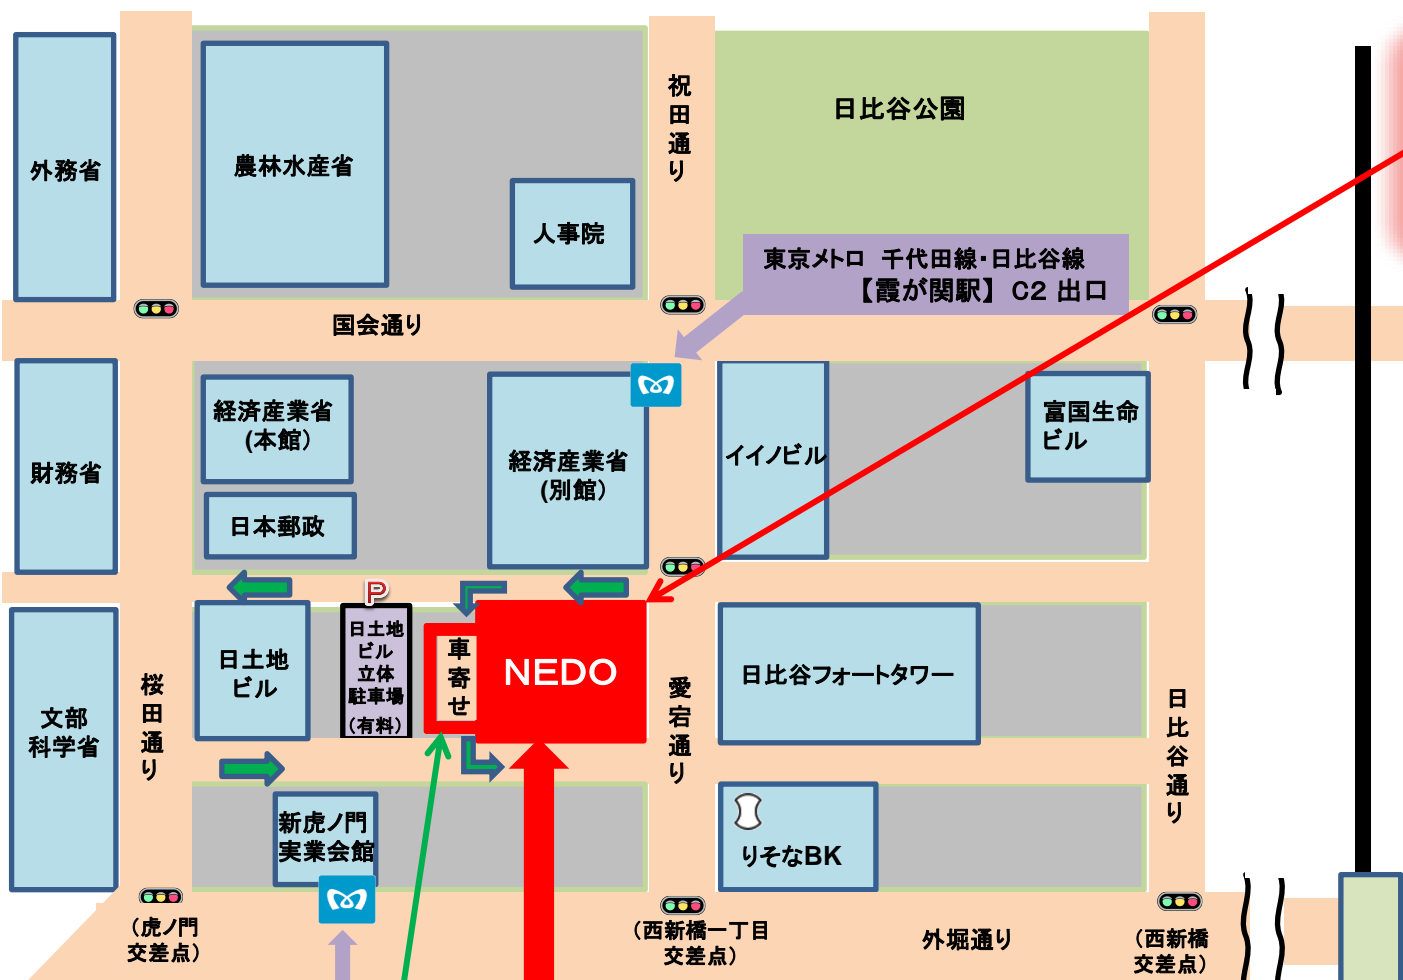 外務省
農林水産省
人事院
祝田通り
日比谷公園
東京メトロ 千代田線・日比谷線
【霞が関駅】 C2 出口
国会通り
財務省
経済産業省
(本館)
日本郵政
経済産業省
(別館)
イイノビル
富国生命
ビル
P
日土地
ビル
日土地
ビル
立体
駐車場
(有料)
車寄せ
NEDO
日比谷フォートタワー
文部
科学省
桜田通り
愛宕通り
日比谷通り
新虎ノ門
実業会館
りそなBK
(虎ノ門
交差点)
(西新橋一丁目
交差点)
外堀通り
(西新橋
交差点)